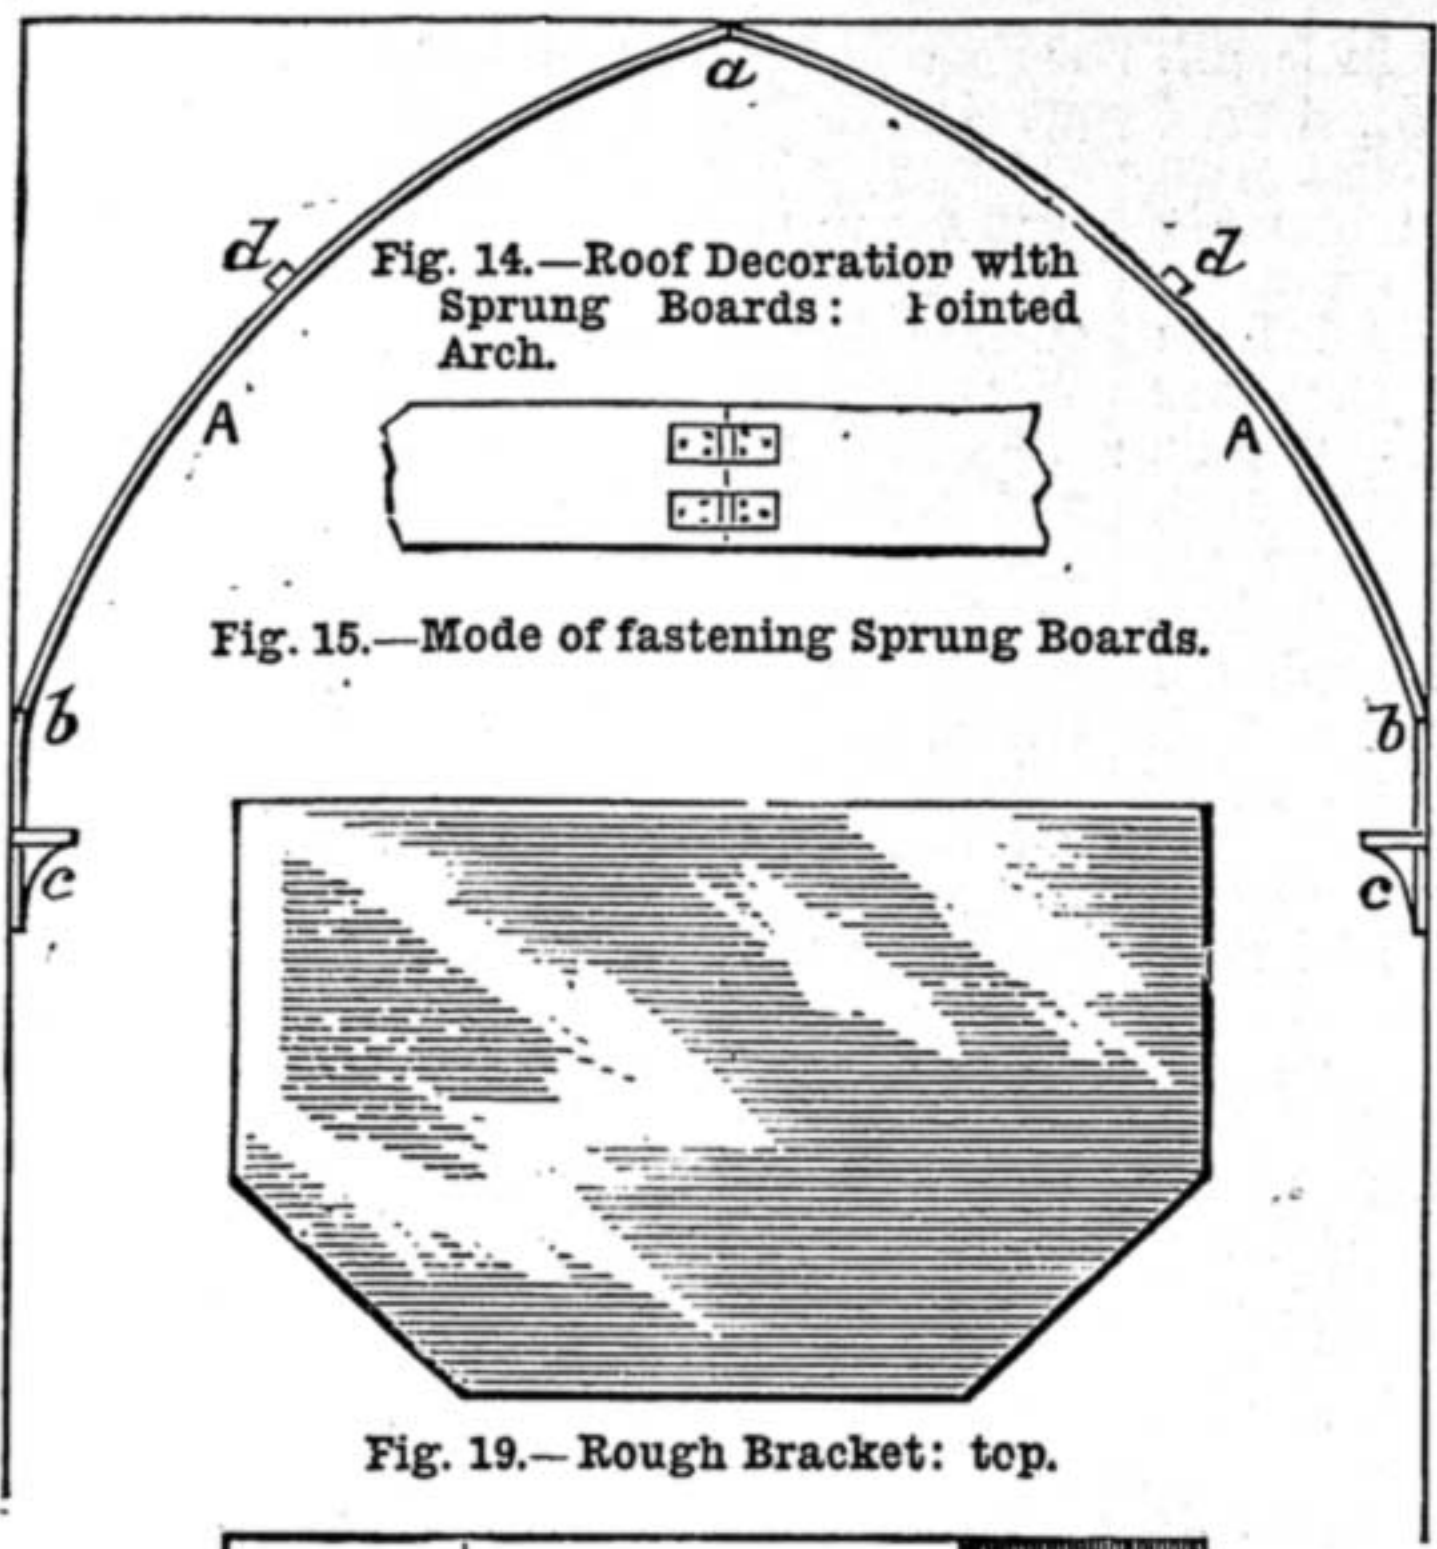 a
d
d
Fig. 14.—Roof Decoration with
Sprung Boards: Pointed
Arch.
A
A
Fig. 15.—Mode of fastening Sprung Boards.
b
b
c
c
Fig. 19.—Rough Bracket: top.